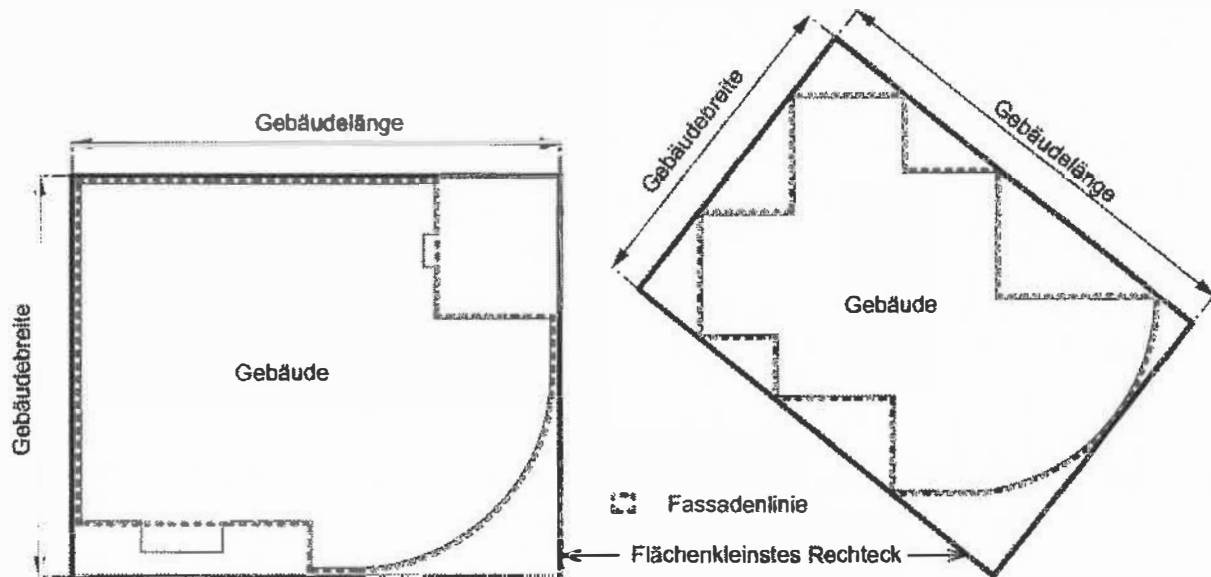 Gebäudelänge
Gebäudebreite
Gebäude
Gebäudebreite
Gebäudelänge
Gebäude
Fassadenlinie
Flächenkleinstes Rechteck